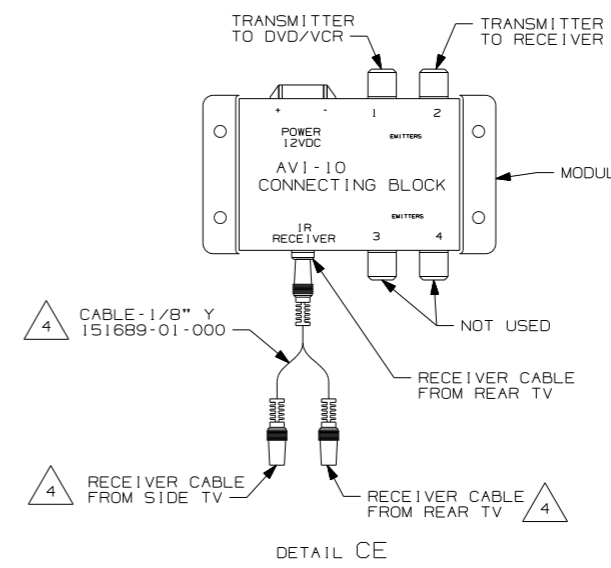 TRANSMITTER
TO DVD/VCR
TRANSMITTER
TO RECEIVER
+ -
1 2
POWER
12VDC
EMITTERS
AVI-10
CONNECTING BLOCK
MODUL
EMITTERS
IR
RECEIVER
3 4
4
CABLE-1/8" Y
151689-01-000
NOT USED
RECEIVER CABLE
FROM REAR TV
4
RECEIVER CABLE
FROM SIDE TV
RECEIVER CABLE
FROM REAR TV
4
DETAIL CE